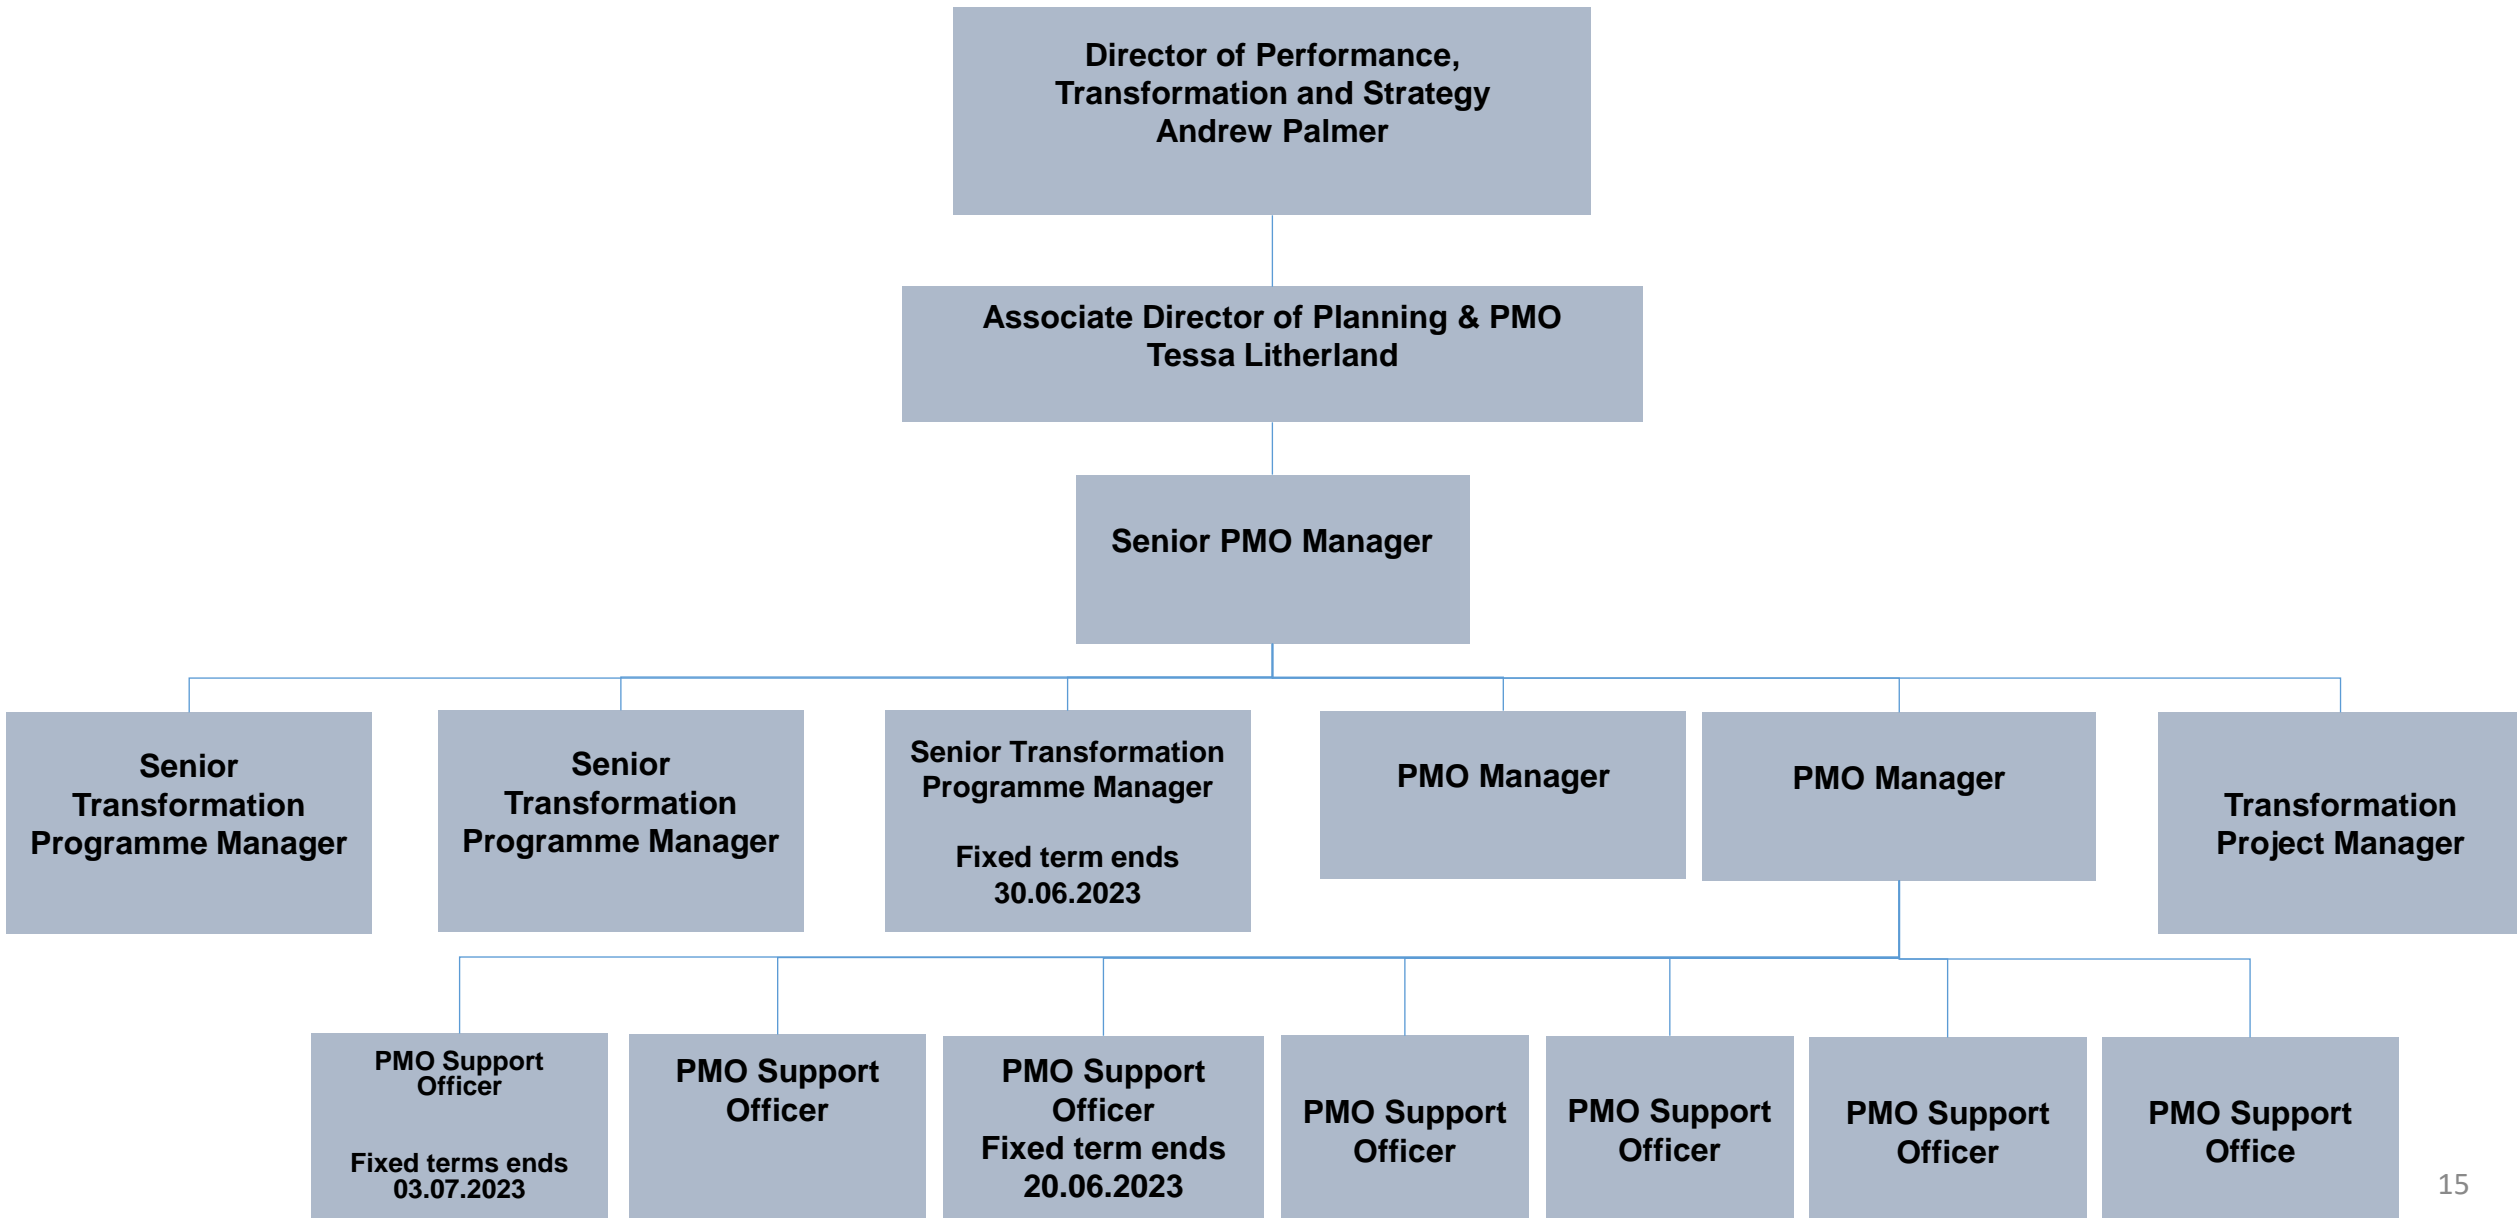 Director of Performance,
Transformation and Strategy
Andrew Palmer
Associate Director of Planning & PMO
Tessa Litherland
Senior PMO Manager
Senior
Transformation
Programme Manager
Senior
Transformation
Programme Manager
Senior Transformation
Programme Manager
Fixed term ends
30.06.2023
PMO Manager
PMO Manager
Transformation
Project Manager
PMO Support
Officer
Fixed terms ends
03.07.2023
PMO Support
Officer
PMO Support
Officer
Fixed term ends
20.06.2023
PMO Support
Officer
PMO Support
Officer
PMO Support
Officer
PMO Support
Office
15